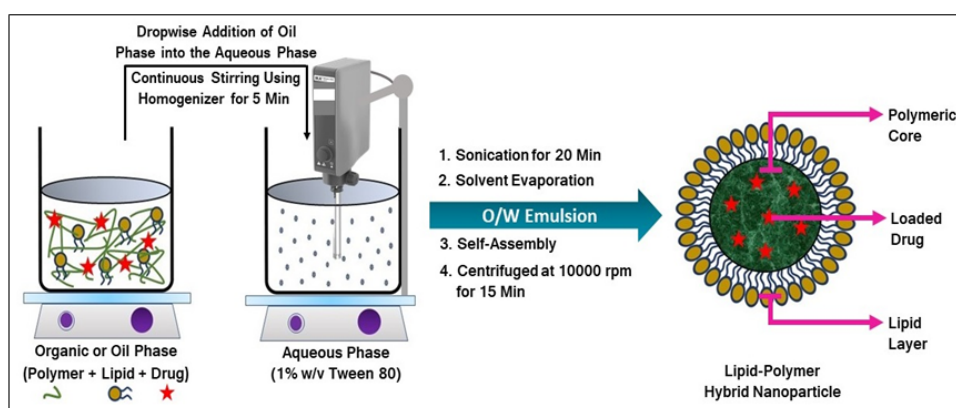 Dropwise Addition of Oil
Phase into the Aqueous Phase
Continuous Stirring Using
Homogenizer for 5 Min
Organic or Oil Phase
(Polymer + Lipid + Drug)
Aqueous Phase
(1% w/v Tween 80)
1. Sonication for 20 Min
2. Solvent Evaporation
O/W Emulsion
3. Self-Assembly
4. Centrifuged at 10000 rpm
for 15 Min
Polymeric
Core
Loaded
Drug
Lipid
Layer
Lipid-Polymer
Hybrid Nanoparticle